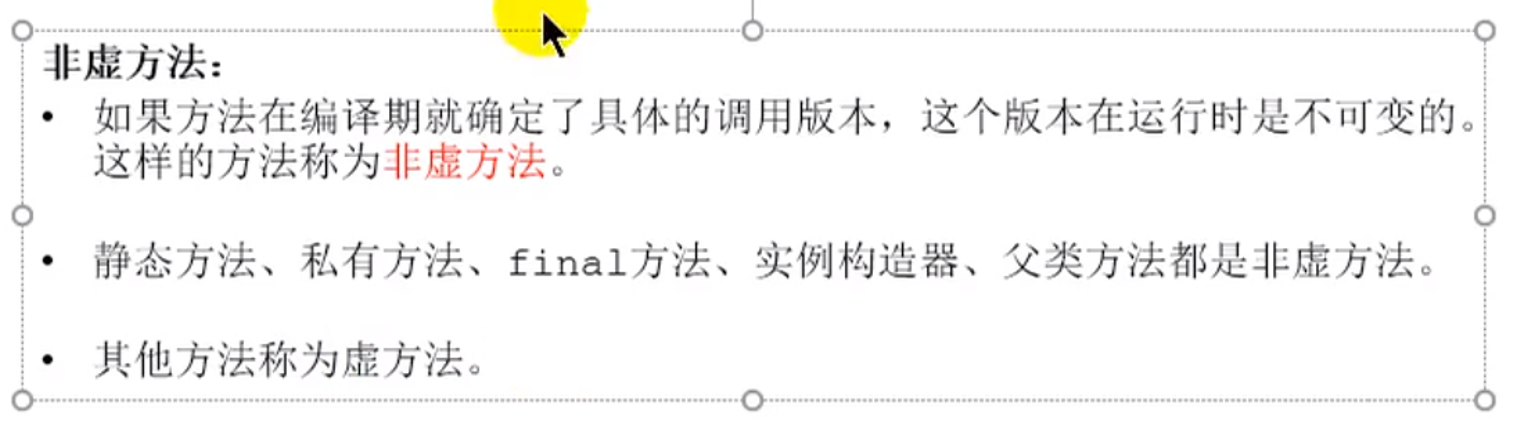 非虚方法：
• 如果方法在编译期就确定了具体的调用版本，这个版本在运行时是不可变的。
这样的方法称为非虚方法。
• 静态方法、私有方法、final方法、实例构造器、父类方法都是非虚方法。
• 其他方法称为虚方法。